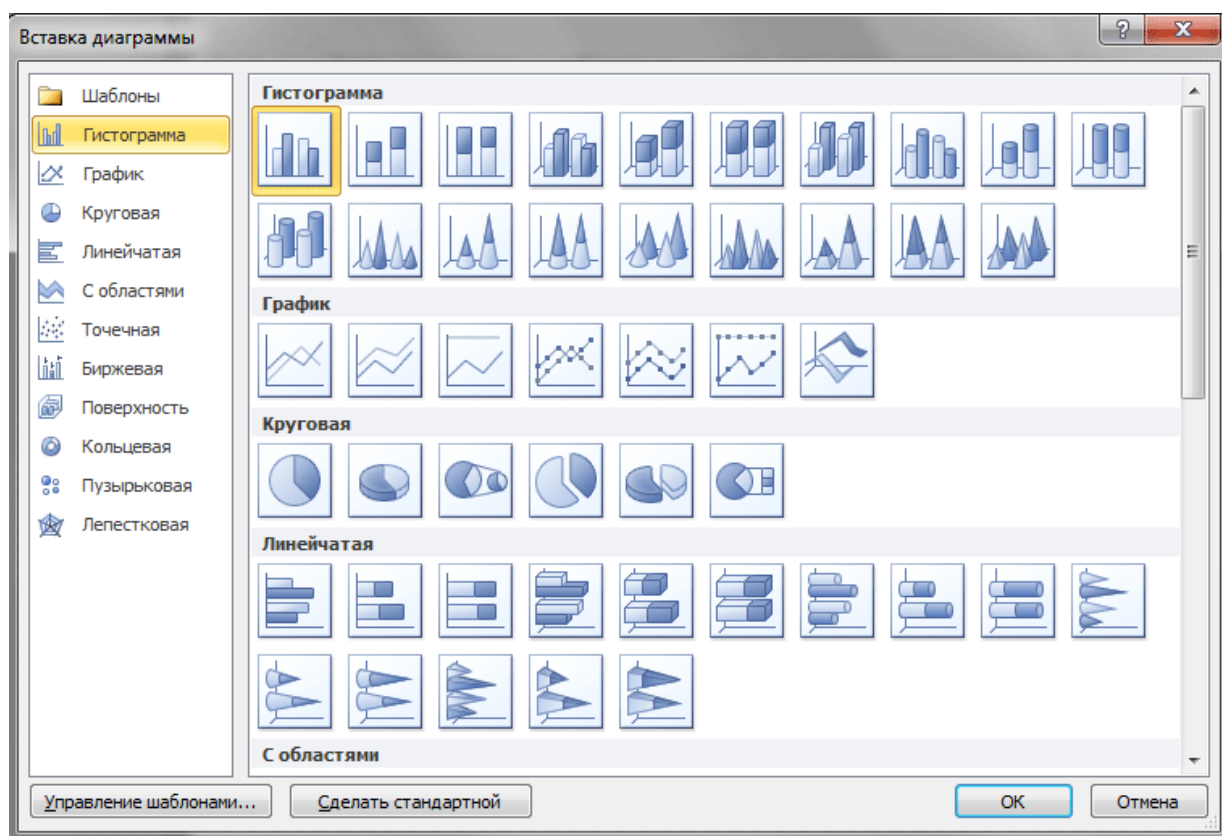 Вставка диаграммы
Шаблоны
Гистограмма
График
Круговая
Линейчатая
С областями
Точечная
Биржевая
Поверхность
Кольцевая
Пузырьковая
Лепестковая
Гистограмма
График
Круговая
Линейчатая
С областями
Управление шаблонами...
Сделать стандартной
ОК
Отмена